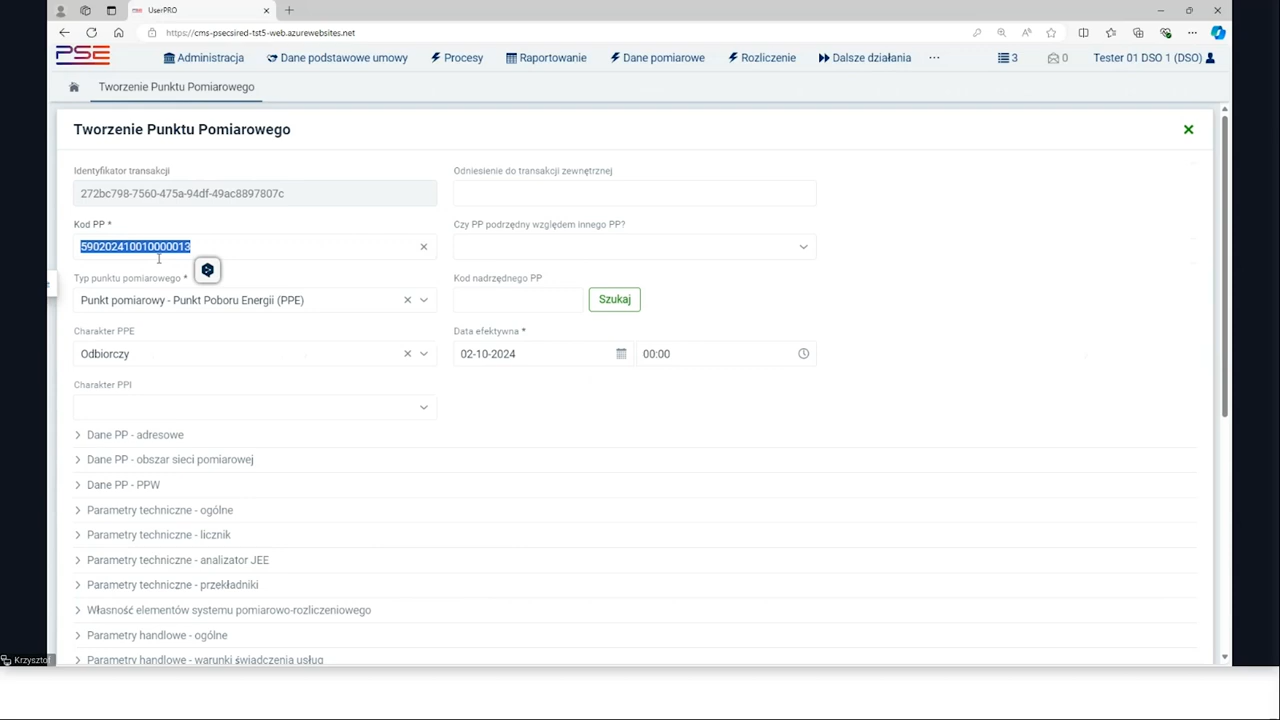 UserPRO
https://cms-psecsired-tst5-web.azurewebsites.net
PSE Administracja Dane podstawowe umowy Procesy Raportowanie Dane pomiarowe Rozliczenie Dalsze działania ... 3 0 Tester 01 DSO 1 (DSO)
Tworzenie Punktu Pomiarowego
Tworzenie Punktu Pomiarowego
Identyfikator transakcji Odniesienie do transakcji zewnętrznej
272bc798-7560-475a-94df-49ac8897807c
Kod PP * Czy PP podrzędny względem innego PP?
590202410010000013
Typ punktu pomiarowego * Kod nadrzędnego PP
Punkt pomiarowy - Punkt Poboru Energii (PPE) Szukaj
Charakter PPE Data efektywna *
Odbiorczy 02-10-2024 00:00
Charakter PPI
Dane PP - adresowe
Dane PP - obszar sieci pomiarowej
Dane PP - PPW
Parametry techniczne - ogólne
Parametry techniczne - licznik
Parametry techniczne - analizator JEE
Parametry techniczne - przekładniki
Własność elementów systemu pomiarowo-rozliczeniowego
Parametry handlowe - ogólne
Parametry handlowe - warunki świadczenia usług
Krzysztof